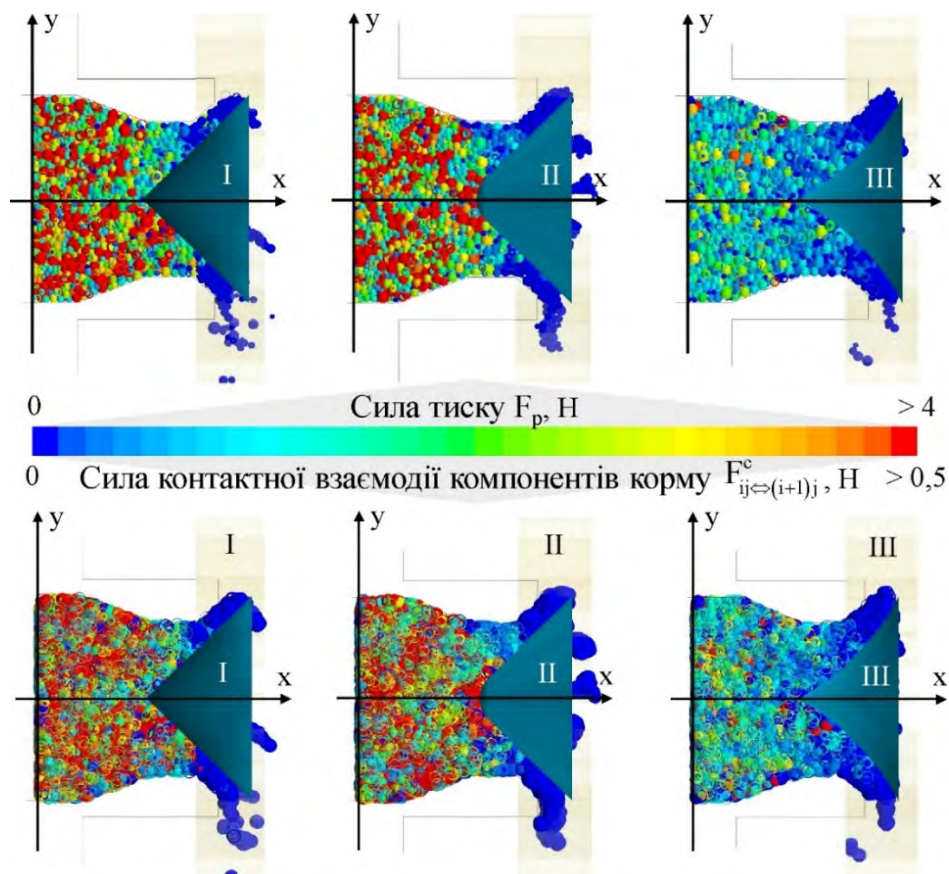 y y y
I II III
x x x
0 Сила тиску F_p, Н > 4
0 Сила контактної взаємодії компонентів корму F^c_{ij⇔(i+1)j}, Н > 0,5
I II III
y y y
I II III
x x x